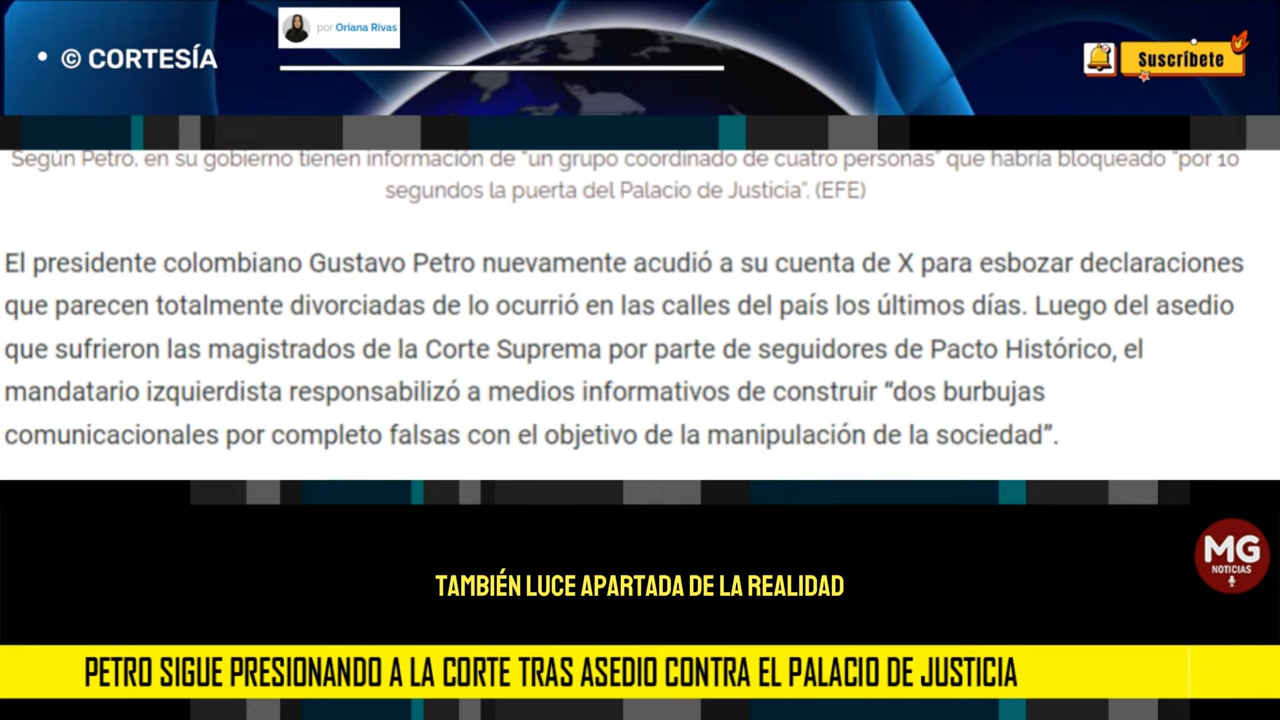 • © CORTESÍA
por Oriana Rivas
Suscríbete
Según Petro, en su gobierno tienen información de "un grupo coordinado de cuatro personas" que habría bloqueado "por 10
segundos la puerta del Palacio de Justicia". (EFE)
El presidente colombiano Gustavo Petro nuevamente acudió a su cuenta de X para esbozar declaraciones
que parecen totalmente divorciadas de lo ocurrió en las calles del país los últimos días. Luego del asedio
que sufrieron las magistrados de la Corte Suprema por parte de seguidores de Pacto Histórico, el
mandatario izquierdista responsabilizó a medios informativos de construir “dos burbujas
comunicacionales por completo falsas con el objetivo de la manipulación de la sociedad”.
MG
NOTICIAS
TAMBIÉN LUCE APARTADA DE LA REALIDAD
PETRO SIGUE PRESIONANDO A LA CORTE TRAS ASEDIO CONTRA EL PALACIO DE JUSTICIA